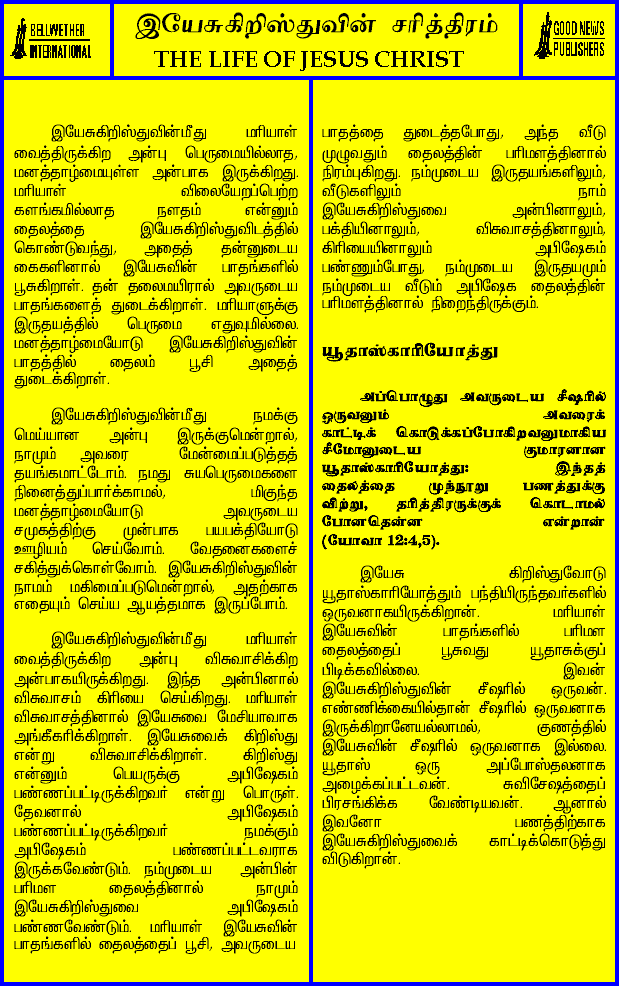 BELLWETHER
INTERNATIONAL
இயேசுகிறிஸ்துவின் சரித்திரம்
THE LIFE OF JESUS CHRIST
GOOD NEWS
PUBLISHERS
இயேசுகிறிஸ்துவின்மீது மரியாள்
வைத்திருக்கிற அன்பு பெருமையில்லாத,
மனத்தாழ்மையுள்ள அன்பாக இருக்கிறது.
மரியாள் விலையேறப்பெற்ற
களங்கமில்லாத நளதம் என்னும்
தைலத்தை இயேசுகிறிஸ்துவிடத்தில்
கொண்டுவந்து, அதைத் தன்னுடைய
கைகளினால் இயேசுவின் பாதங்களில்
பூசுகிறாள். தன் தலைமயிரால் அவருடைய
பாதங்களைத் துடைக்கிறாள். மரியாளுக்கு
இருதயத்தில் பெருமை எதுவுமில்லை.
மனத்தாழ்மையோடு இயேசுகிறிஸ்துவின்
பாதத்தில் தைலம் பூசி அதைத்
துடைக்கிறாள்.
இயேசுகிறிஸ்துவின்மீது நமக்கு
மெய்யான அன்பு இருக்குமென்றால்,
நாமும் அவரை மேன்மைப்படுத்தத்
தயங்கமாட்டோம். நமது சுயபெருமைகளை
நினைத்துப்பார்க்காமல், மிகுந்த
மனத்தாழ்மையோடு அவருடைய
சமுகத்திற்கு முன்பாக பயபக்தியோடு
ஊழியம் செய்வோம். வேதனைகளைச்
சகித்துக்கொள்வோம். இயேசுகிறிஸ்துவின்
நாமம் மகிமைப்படுமென்றால், அதற்காக
எதையும் செய்ய ஆயத்தமாக இருப்போம்.
இயேசுகிறிஸ்துவின்மீது மரியாள்
வைத்திருக்கிற அன்பு விசுவாசிக்கிற
அன்பாகயிருக்கிறது. இந்த அன்பினால்
விசுவாசம் கிரியை செய்கிறது. மரியாள்
விசுவாசத்தினால் இயேசுவை மேசியாவாக
அங்கீகரிக்கிறாள். இயேசுவைக் கிறிஸ்து
என்று விசுவாசிக்கிறாள். கிறிஸ்து
என்னும் பெயருக்கு அபிஷேகம்
பண்ணப்பட்டிருக்கிறவர் என்று பொருள்.
தேவனால் அபிஷேகம்
பண்ணப்பட்டிருக்கிறவர் நமக்கும்
அபிஷேகம் பண்ணப்பட்டவராக
இருக்கவேண்டும். நம்முடைய அன்பின்
பரிமள தைலத்தினால் நாமும்
இயேசுகிறிஸ்துவை அபிஷேகம்
பண்ணவேண்டும். மரியாள் இயேசுவின்
பாதங்களில் தைலத்தைப் பூசி, அவருடைய
பாதத்தை துடைத்தபோது, அந்த வீடு
முழுவதும் தைலத்தின் பரிமளத்தினால்
நிரம்புகிறது. நம்முடைய இருதயங்களிலும்,
வீடுகளிலும் நாம்
இயேசுகிறிஸ்துவை அன்பினாலும்,
பக்தியினாலும், விசுவாசத்தினாலும்,
கிரியையினாலும் அபிஷேகம்
பண்ணும்போது, நம்முடைய இருதயமும்
நம்முடைய வீடும் அபிஷேக தைலத்தின்
பரிமளத்தினால் நிறைந்திருக்கும்.
யூதாஸ்காரியோத்து
அப்பொழுது அவருடைய சீஷரில்
ஒருவனும் அவரைக்
காட்டிக் கொடுக்கப்போகிறவனுமாகிய
சீமோனுடைய குமாரனான
யூதாஸ்காரியோத்து: இந்தத்
தைலத்தை முந்நூறு பணத்துக்கு
விற்று, தரித்திரருக்குக் கொடாமல்
போனதென்ன என்றான்
(யோவா 12:4,5).
இயேசு கிறிஸ்துவோடு
யூதாஸ்காரியோத்தும் பந்தியிருந்தவர்களில்
ஒருவனாகயிருக்கிறான். மரியாள்
இயேசுவின் பாதங்களில் பரிமள
தைலத்தைப் பூசுவது யூதாசுக்குப்
பிடிக்கவில்லை. இவன்
இயேசுகிறிஸ்துவின் சீஷரில் ஒருவன்.
எண்ணிக்கையில்தான் சீஷரில் ஒருவனாக
இருக்கிறானேயல்லாமல், குணத்தில்
இயேசுவின் சீஷரில் ஒருவனாக இல்லை.
யூதாஸ் ஒரு அப்போஸ்தலனாக
அழைக்கப்பட்டவன். சுவிசேஷத்தைப்
பிரசங்கிக்க வேண்டியவன். ஆனால்
இவனோ பணத்திற்காக
இயேசுகிறிஸ்துவைக் காட்டிக்கொடுத்து
விடுகிறான்.